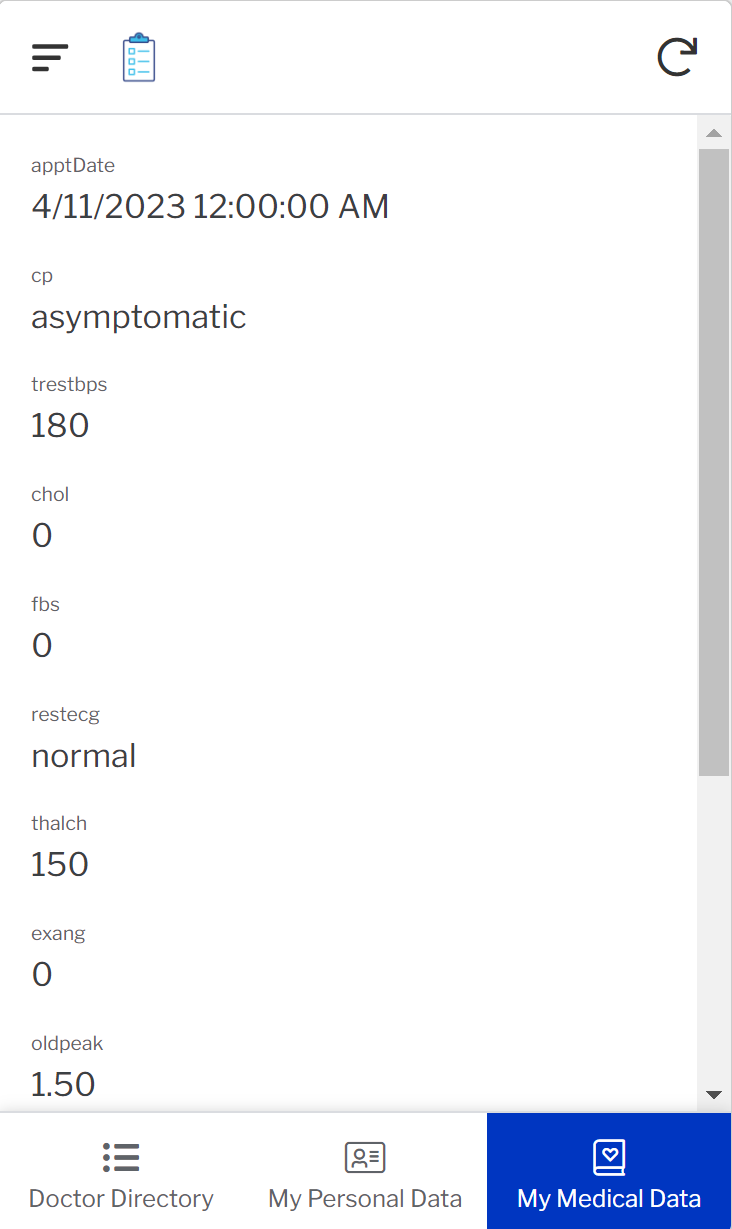 apptDate
4/11/2023 12:00:00 AM
cp
asymptomatic
trestbps
180
chol
0
fbs
0
restecg
normal
thalch
150
exang
0
oldpeak
1.50
Doctor Directory
My Personal Data
My Medical Data